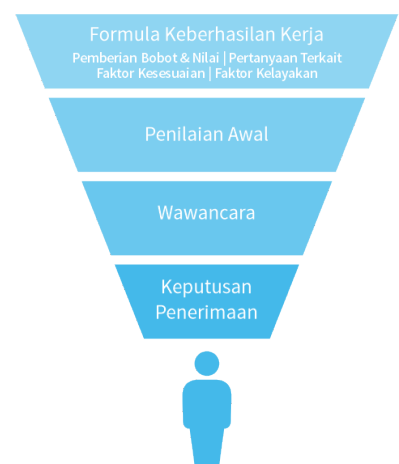 Formula Keberhasilan Kerja
Pemberian Bobot & Nilai | Pertanyaan Terkait
Faktor Kesesuaian | Faktor Kelayakan
Penilaian Awal
Wawancara
Keputusan
Penerimaan